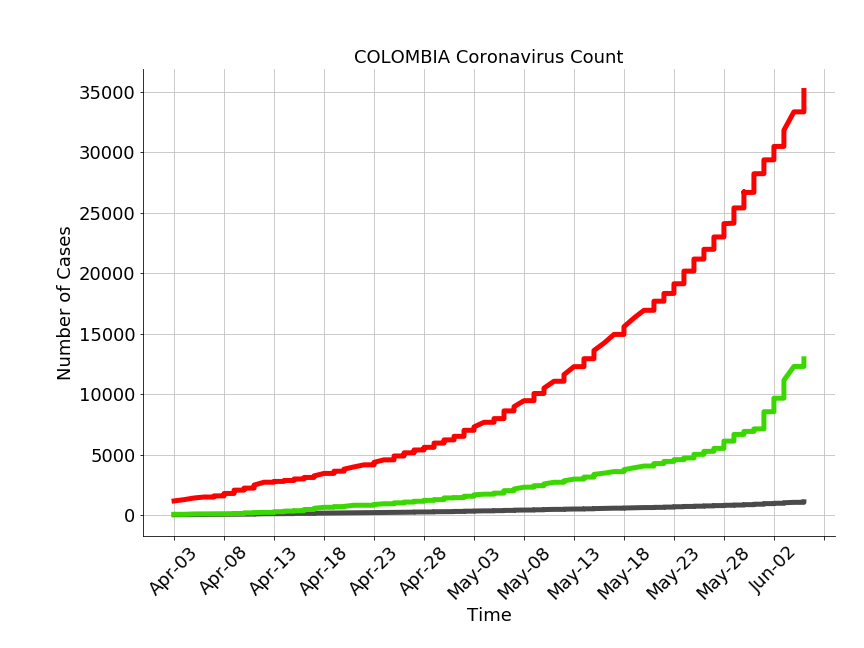 COLOMBIA Coronavirus Count
35000
30000
25000
20000
15000
10000
5000
0
Number of Cases
Apr-03 Apr-08 Apr-13 Apr-18 Apr-23 Apr-28 May-03 May-08 May-13 May-18 May-23 May-28 Jun-02
Time